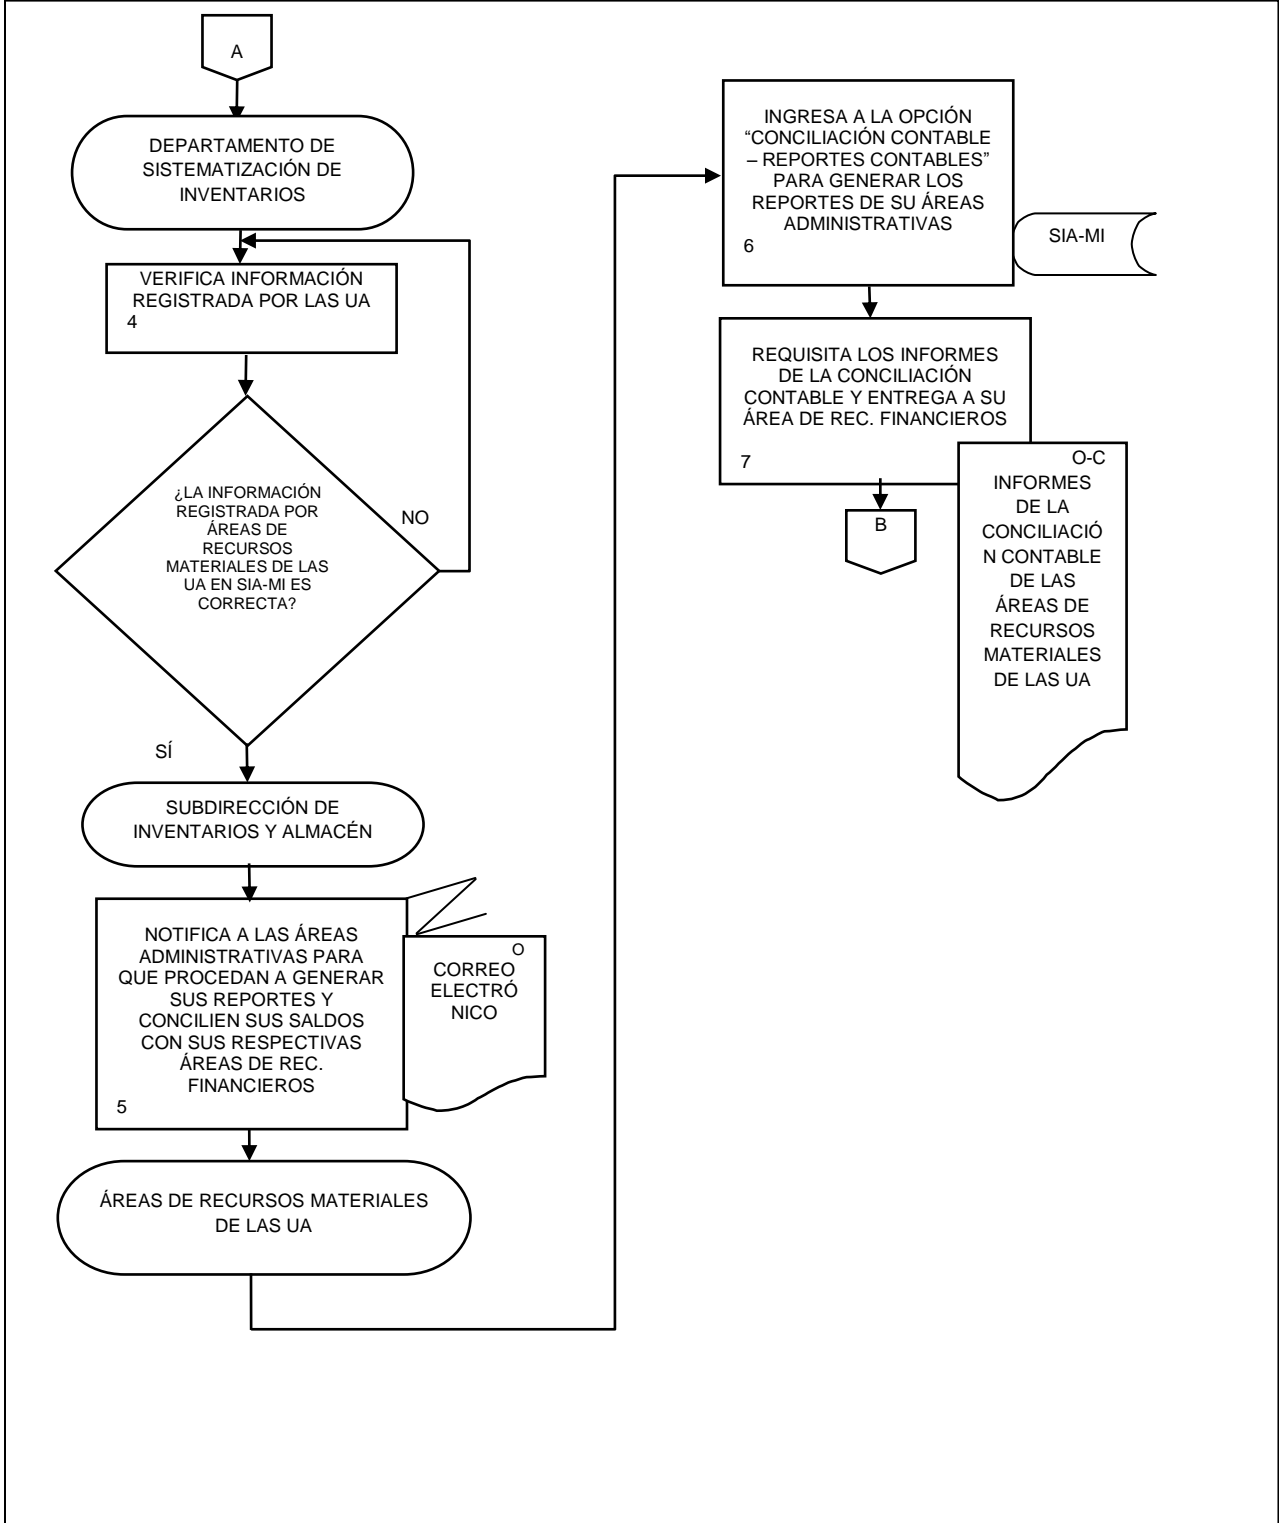 A
DEPARTAMENTO DE
SISTEMATIZACIÓN DE
INVENTARIOS
VERIFICA INFORMACIÓN
REGISTRADA POR LAS UA
4
¿LA INFORMACIÓN
REGISTRADA POR
ÁREAS DE
RECURSOS
MATERIALES DE LAS
UA EN SIA-MI ES
CORRECTA?
NO
SÍ
SUBDIRECCIÓN DE
INVENTARIOS Y ALMACÉN
NOTIFICA A LAS ÁREAS
ADMINISTRATIVAS PARA
QUE PROCEDAN A GENERAR
SUS REPORTES Y
CONCILIEN SUS SALDOS
CON SUS RESPECTIVAS
ÁREAS DE REC.
FINANCIEROS
5
O
CORREO
ELECTRÓ
NICO
ÁREAS DE RECURSOS MATERIALES
DE LAS UA
INGRESA A LA OPCIÓN
“CONCILIACIÓN CONTABLE
– REPORTES CONTABLES”
PARA GENERAR LOS
REPORTES DE SU ÁREAS
ADMINISTRATIVAS
6
SIA-MI
REQUISITA LOS INFORMES
DE LA CONCILIACIÓN
CONTABLE Y ENTREGA A SU
ÁREA DE REC. FINANCIEROS
7
O-C
INFORMES
DE LA
CONCILIACIÓ
N CONTABLE
DE LAS
ÁREAS DE
RECURSOS
MATERIALES
DE LAS UA
B